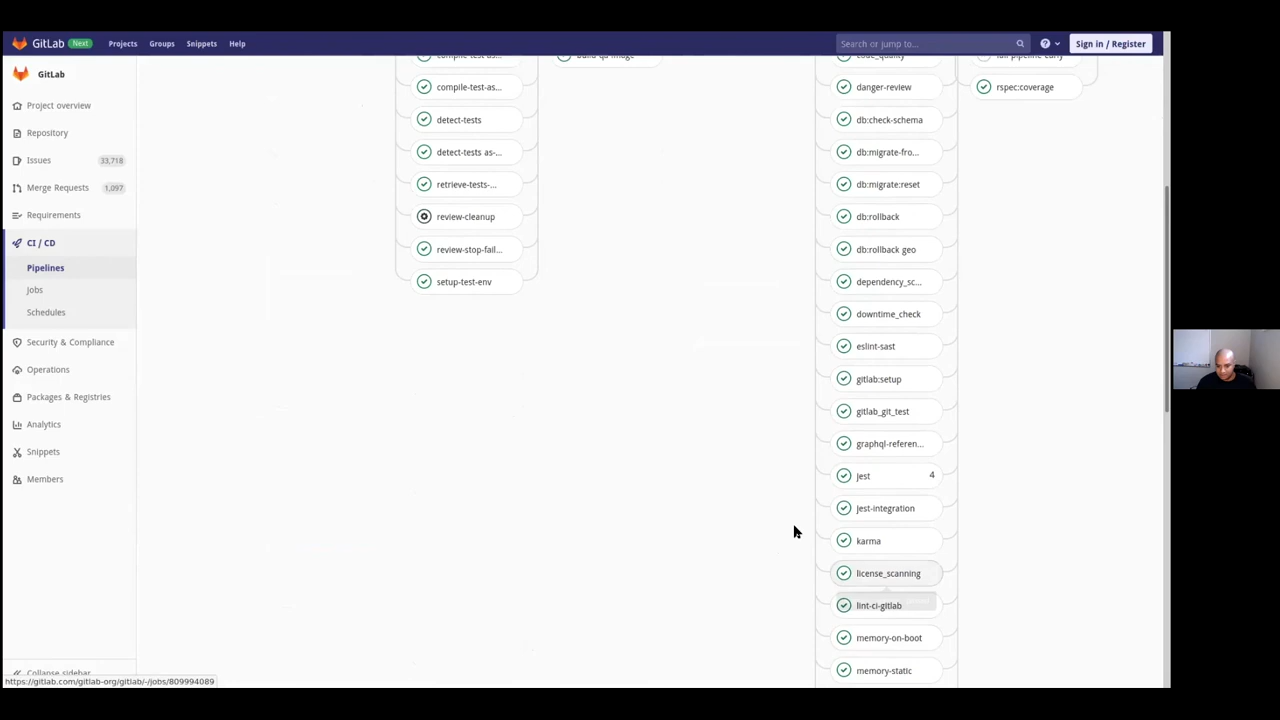 GitLab Next Projects Groups Snippets Help Search or jump to... Sign in / Register
GitLab
Project overview
Repository
Issues 33,718
Merge Requests 1,097
Requirements
CI / CD
Pipelines
Jobs
Schedules
Security & Compliance
Operations
Packages & Registries
Analytics
Snippets
Members
Collapse sidebar
https://gitlab.com/gitlab-org/gitlab/-/jobs/809994089
compile-test-as...
compile-test-as...
detect-tests
detect-tests as-...
retrieve-tests-...
review-cleanup
review-stop-fail...
setup-test-env
build-qa-image
code_quality
danger-review
db:check-schema
db:migrate-fro...
db:migrate:reset
db:rollback
db:rollback geo
dependency_sc...
downtime_check
eslint-sast
gitlab:setup
gitlab_git_test
graphql-referen...
jest 4
jest-integration
karma
license_scanning
lint-ci-gitlab
memory-on-boot
memory-static
fail-pipeline-early
rspec:coverage